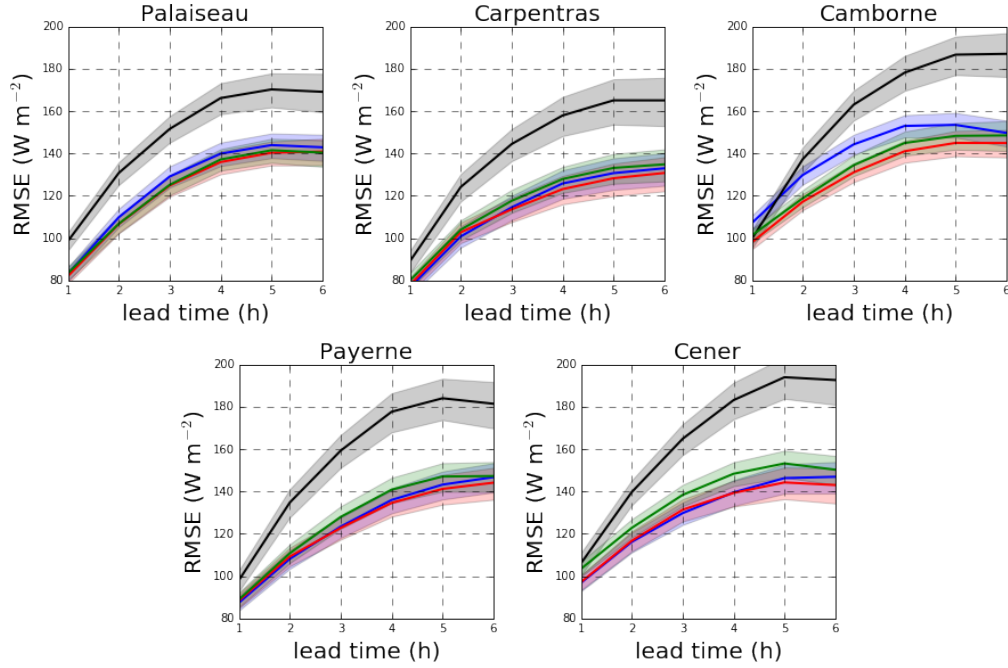 Palaiseau
Carpentras
Camborne
200
180
160
140
120
100
80
RMSE (W m⁻²)
1 2 3 4 5 6
lead time (h)
200
180
160
140
120
100
80
RMSE (W m⁻²)
1 2 3 4 5 6
lead time (h)
200
180
160
140
120
100
80
RMSE (W m⁻²)
1 2 3 4 5 6
lead time (h)
Payerne
Cener
200
180
160
140
120
100
80
RMSE (W m⁻²)
1 2 3 4 5 6
lead time (h)
200
180
160
140
120
100
80
RMSE (W m⁻²)
1 2 3 4 5 6
lead time (h)